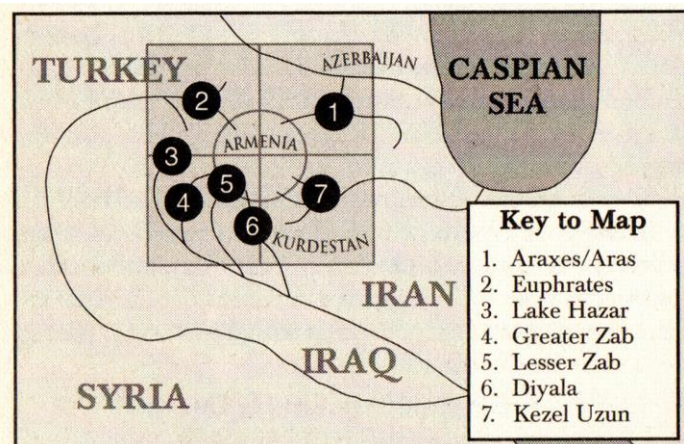 TURKEY
AZERBAIJAN
CASPIAN
SEA
2
1
ARMENIA
3
5
7
4
6
KURDESTAN
IRAN
IRAQ
SYRIA
Key to Map
1. Araxes/Aras
2. Euphrates
3. Lake Hazar
4. Greater Zab
5. Lesser Zab
6. Diyala
7. Kezel Uzun